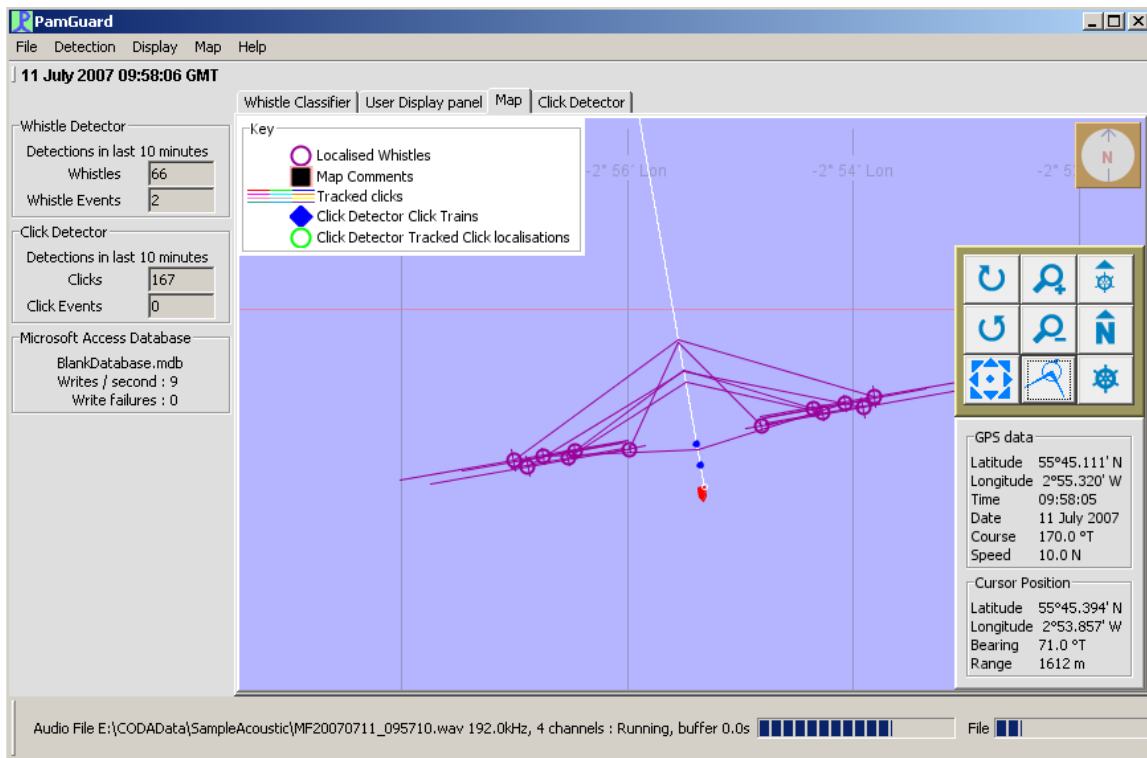 PamGuard
File Detection Display Map Help
11 July 2007 09:58:06 GMT
Whistle Classifier User Display panel Map Click Detector
Whistle Detector
Detections in last 10 minutes
Whistles 66
Whistle Events 2
Click Detector
Detections in last 10 minutes
Clicks 167
Click Events 0
Microsoft Access Database
BlankDatabase.mdb
Writes / second : 9
Write failures : 0
Key
Localised Whistles
Map Comments
Tracked clicks
Click Detector Click Trains
Click Detector Tracked Click localisations
-2° 56' Lon
-2° 54' Lon
N
N
GPS data
Latitude 55°45.111' N
Longitude 2°55.320' W
Time 09:58:05
Date 11 July 2007
Course 170.0 °T
Speed 10.0 N
Cursor Position
Latitude 55°45.394' N
Longitude 2°53.857' W
Bearing 71.0 °T
Range 1612 m
Audio File E:\CODAData\SampleAcoustic\MF20070711_095710.wav 192.0kHz, 4 channels : Running, buffer 0.0s
File